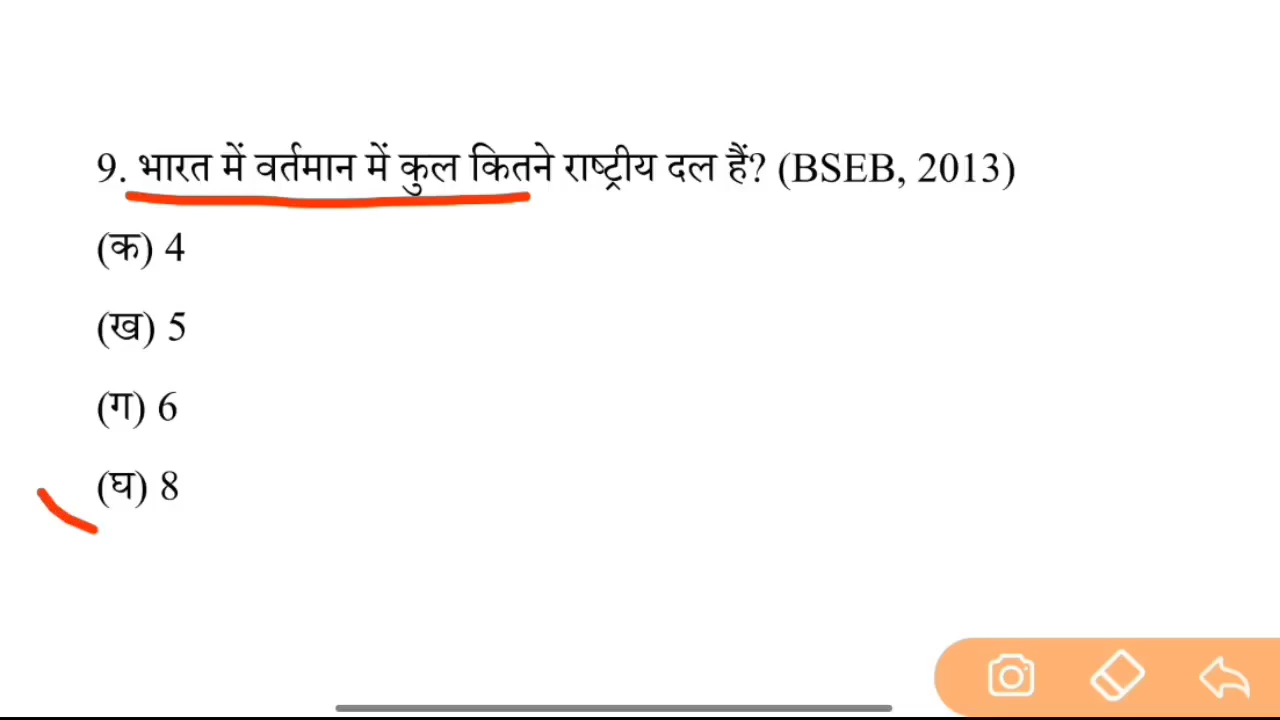 9. भारत में वर्तमान में कुल कितने राष्ट्रीय दल हैं? (BSEB, 2013)
(क) 4
(ख) 5
(ग) 6
(घ) 8